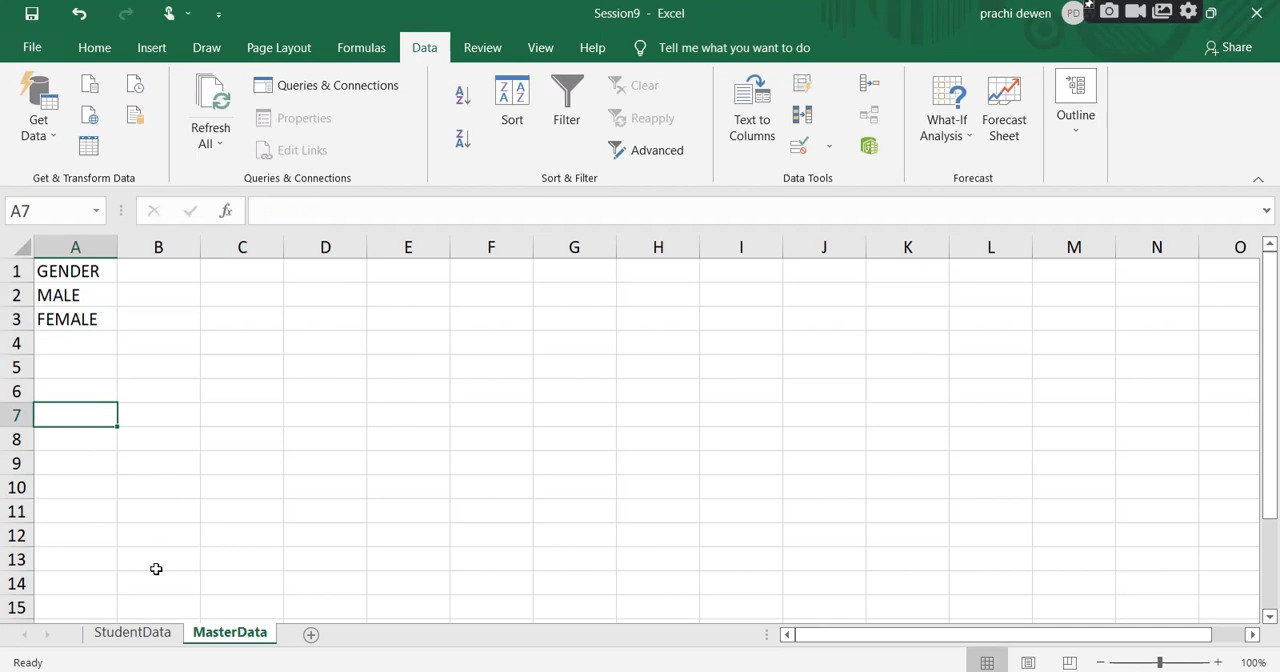 Session9 - Excel
prachi dewen
PD
File
Home
Insert
Draw
Page Layout
Formulas
Data
Review
View
Help
Tell me what you want to do
Share
Get
Data
Refresh
All
Queries & Connections
Properties
Edit Links
A
Z
Z
A
Z A
A Z
Sort
Filter
Clear
Reapply
Advanced
Text to
Columns
What-If
Analysis
Forecast
Sheet
Outline
Get & Transform Data
Queries & Connections
Sort & Filter
Data Tools
Forecast
A7
fx
A B C D E F G H I J K L M N O
1 GENDER
2 MALE
3 FEMALE
4
5
6
7
8
9
10
11
12
13
14
15
StudentData
MasterData
Ready
100%